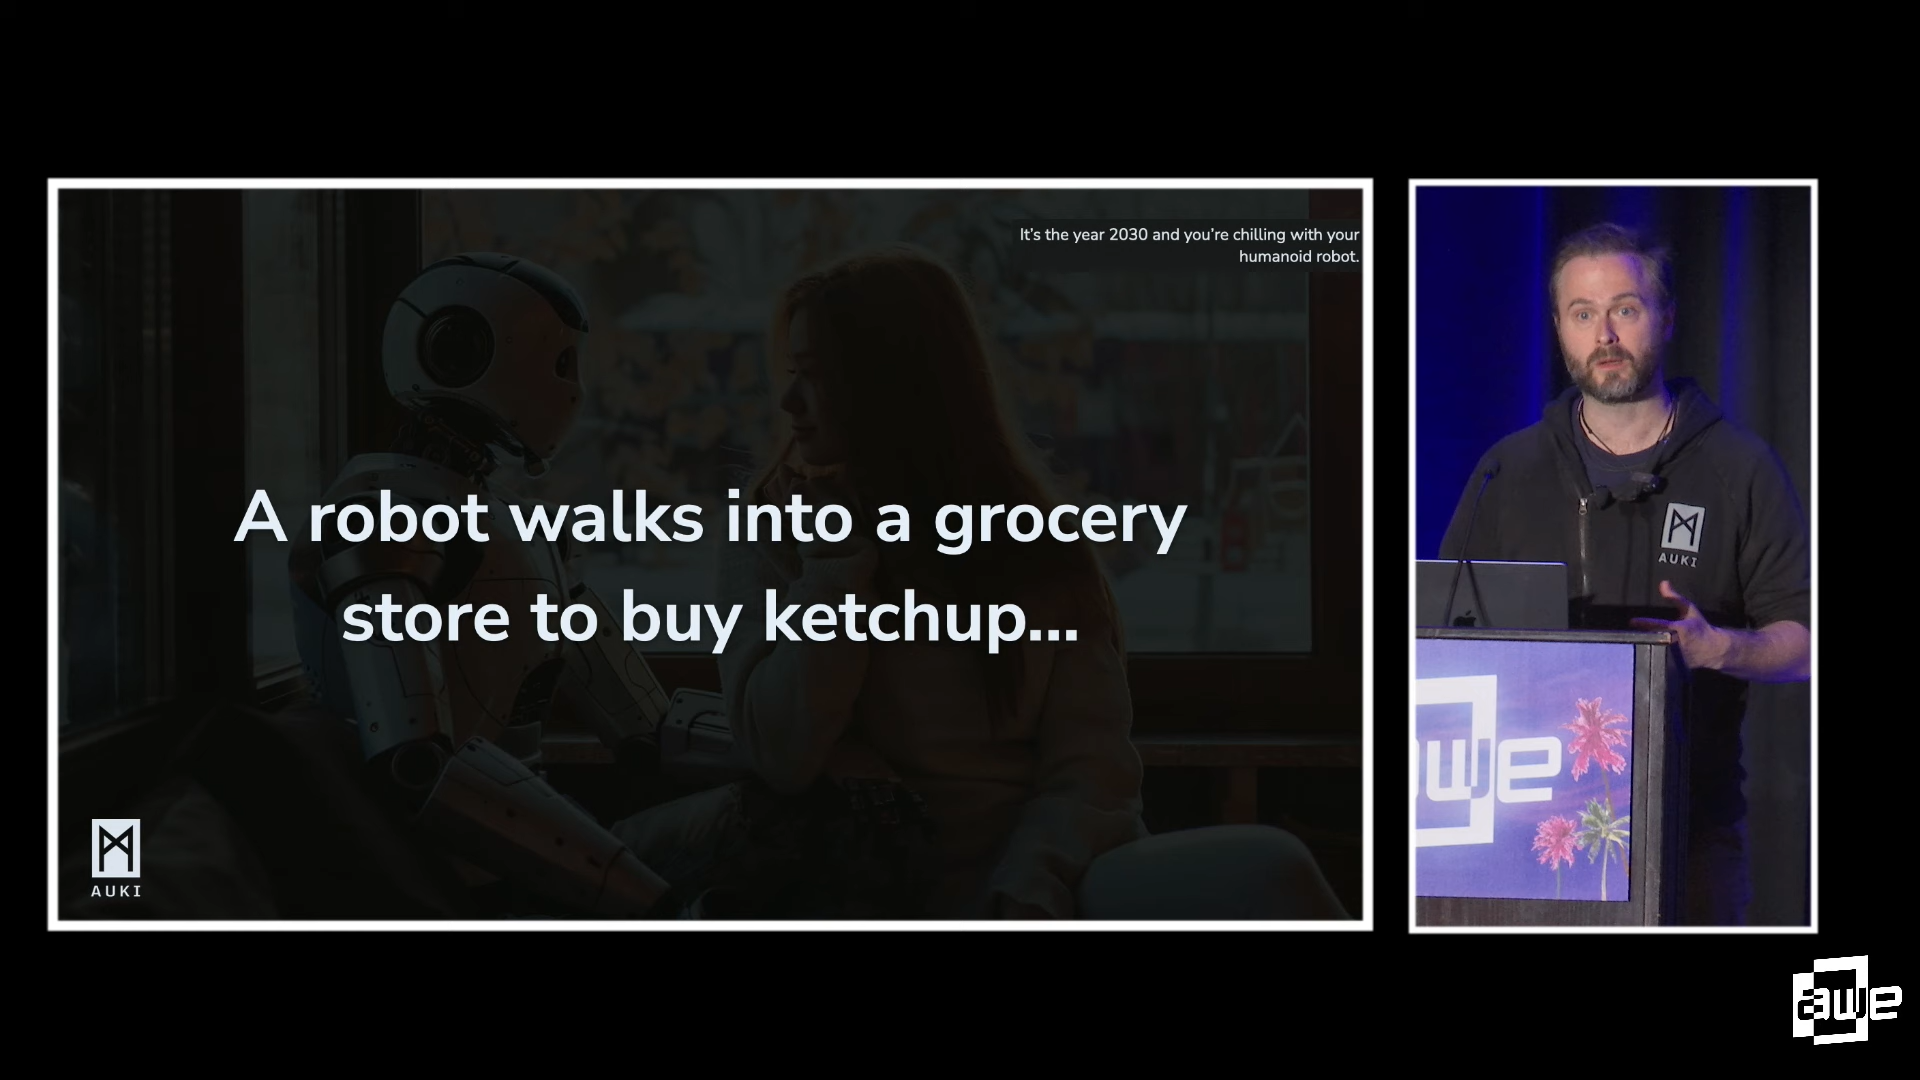 It's the year 2030 and you're chilling with your
humanoid robot.
A robot walks into a grocery
store to buy ketchup...
AUKI
AUKI
awe
awe